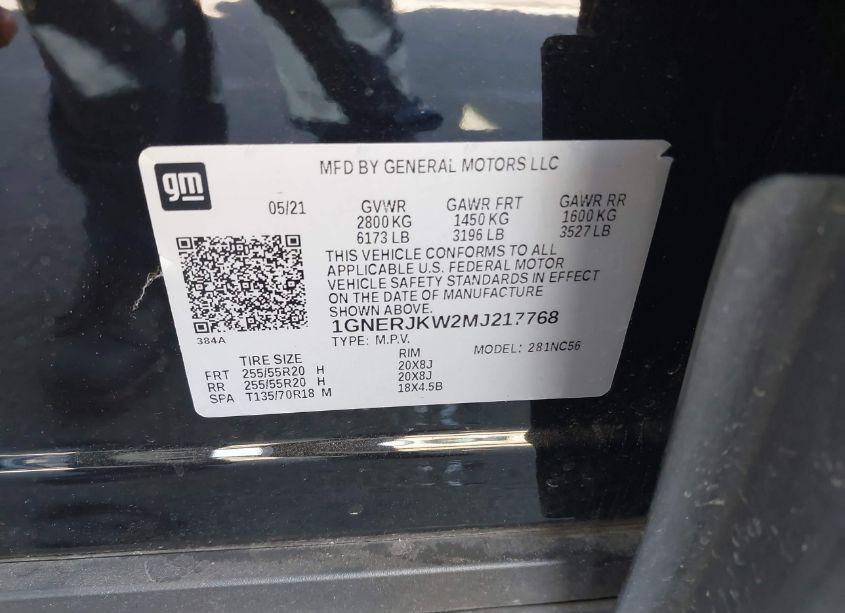 gm
MFD BY GENERAL MOTORS LLC
05/21 GVWR GAWR FRT GAWR RR
2800 KG 1450 KG 1600 KG
6173 LB 3196 LB 3527 LB
THIS VEHICLE CONFORMS TO ALL
APPLICABLE U.S. FEDERAL MOTOR
VEHICLE SAFETY STANDARDS IN EFFECT
ON THE DATE OF MANUFACTURE
SHOWN ABOVE.
1GNERJKW2MJ217768
384A
TYPE: M.P.V. MODEL: 281NC56
TIRE SIZE RIM
FRT 255/55R20 H 20X8J
RR 255/55R20 H 20X8J
SPA T135/70R18 M 18X4.5B